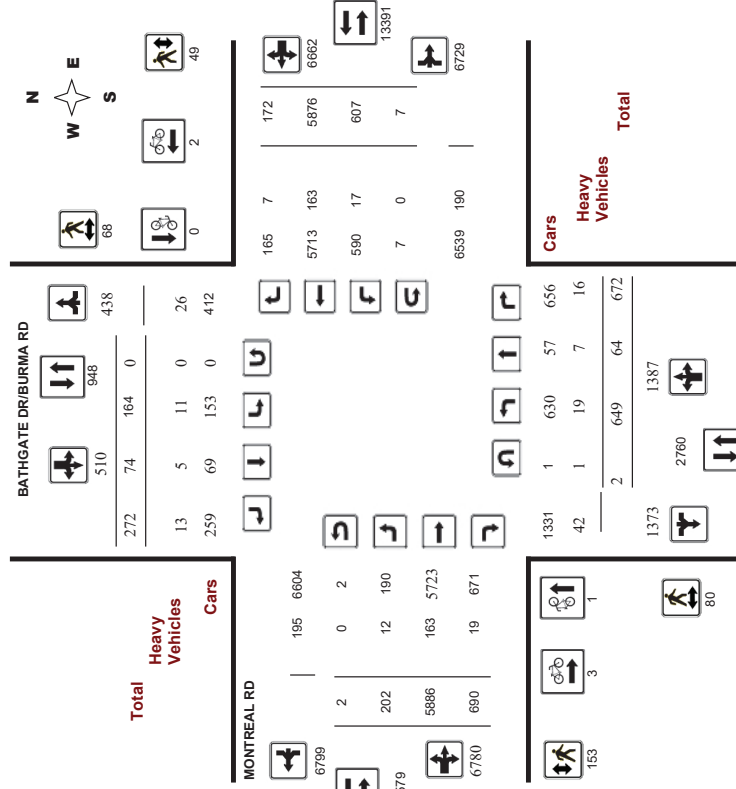 N
W E
S
49
2
68
0
BATHGATE DR/BURMA RD
948
510
438
272 74 164 0
13 5 11 0 26
259 69 153 0 412
Total
Heavy
Vehicles
Cars
6662
13391
6729
165 7 172
5713 163 5876
590 17 607
7 0 7
6539 190
MONTREAL RD
195 6604
2 0 2
202 12 190
5886 163 5723
690 19 671
6799
6780
Cars
Heavy
Vehicles
Total
1331 1 630 57 656
42 1 19 7 16
2 649 64 672
1373
1387
2760
153
3
1
80